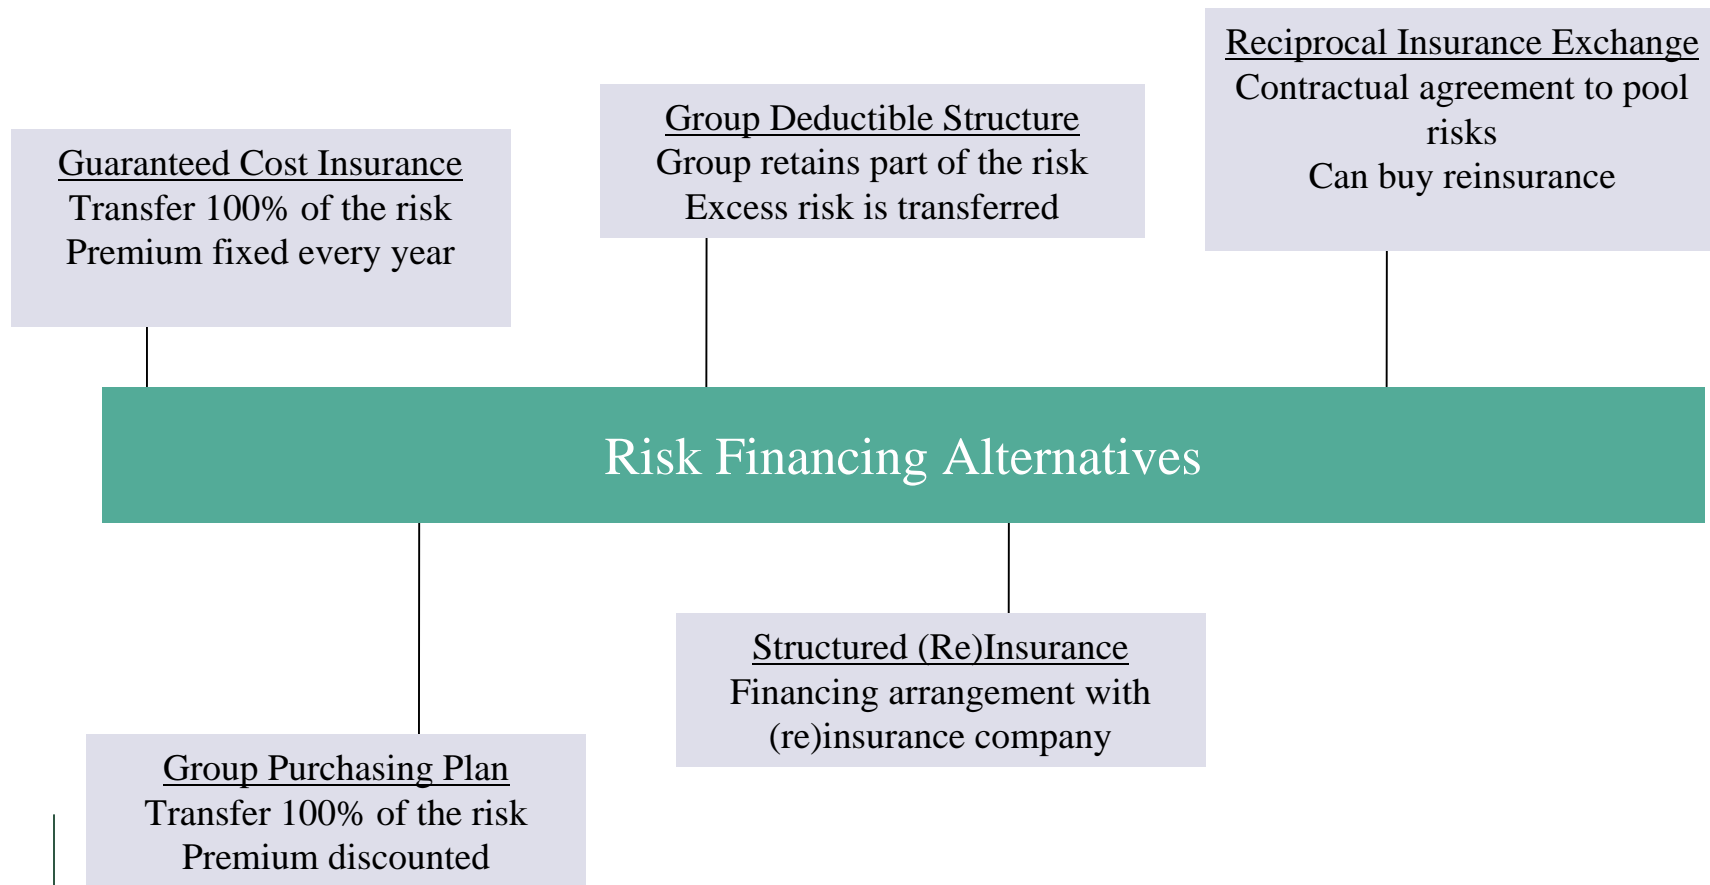 Reciprocal Insurance Exchange
Contractual agreement to pool
risks
Can buy reinsurance
Group Deductible Structure
Group retains part of the risk
Excess risk is transferred
Guaranteed Cost Insurance
Transfer 100% of the risk
Premium fixed every year
Risk Financing Alternatives
Structured (Re)Insurance
Financing arrangement with
(re)insurance company
Group Purchasing Plan
Transfer 100% of the risk
Premium discounted